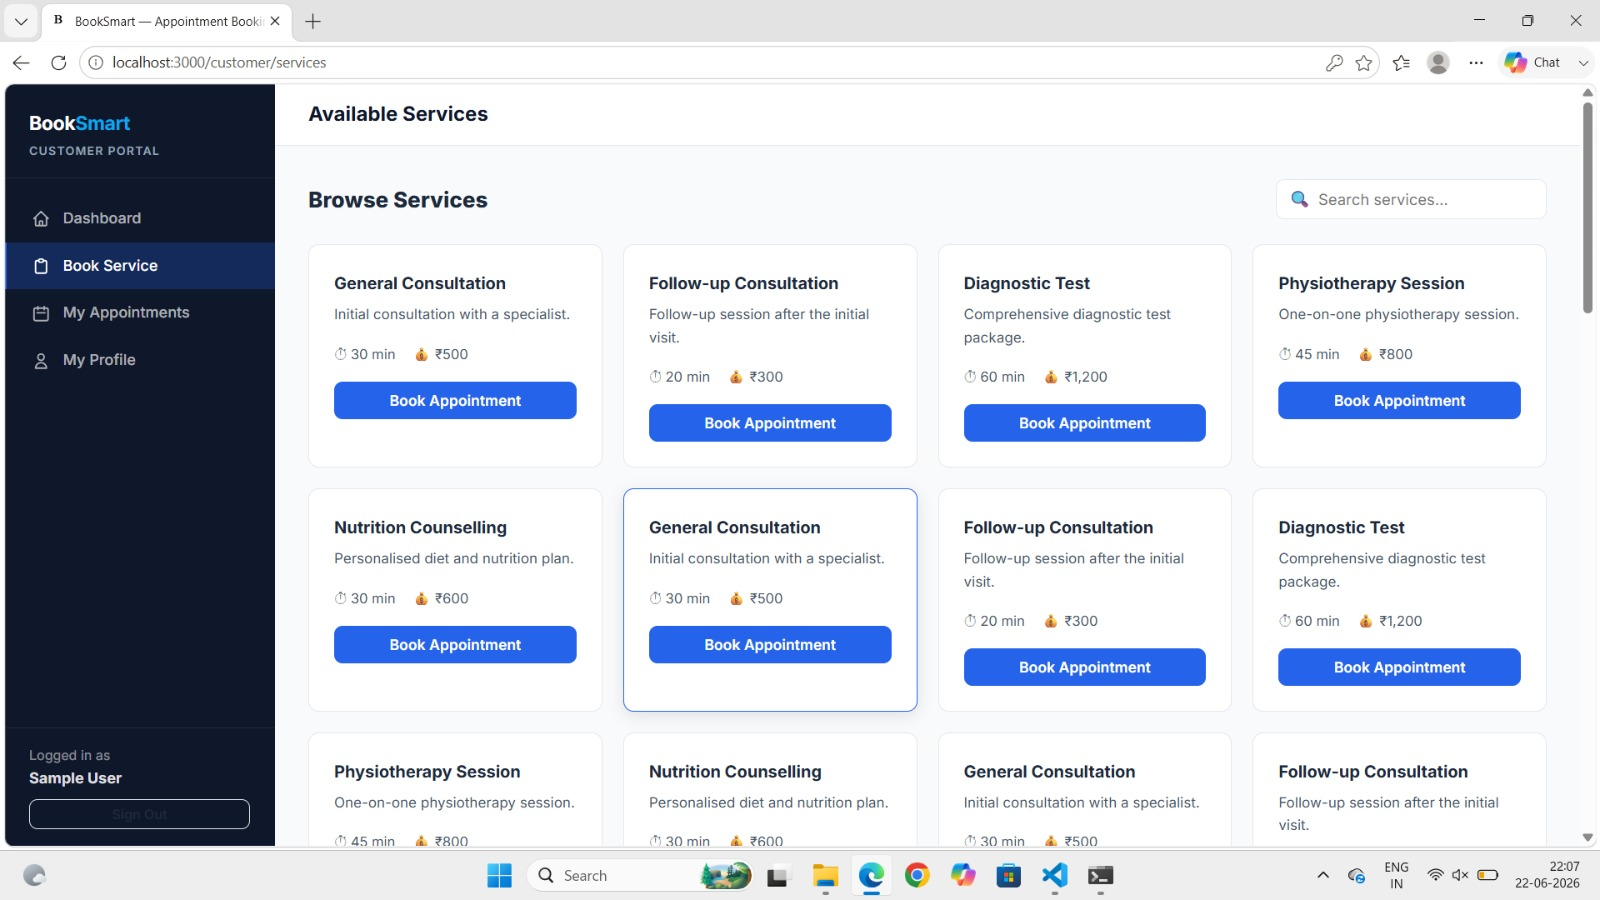 BookSmart — Appointment Booki
localhost:3000/customer/services
Chat
BookSmart
CUSTOMER PORTAL
Dashboard
Book Service
My Appointments
My Profile
Logged in as
Sample User
Sign Out
Available Services
Browse Services
Search services...
General Consultation
Initial consultation with a specialist.
30 min ₹500
Book Appointment
Follow-up Consultation
Follow-up session after the initial
visit.
20 min ₹300
Book Appointment
Diagnostic Test
Comprehensive diagnostic test
package.
60 min ₹1,200
Book Appointment
Physiotherapy Session
One-on-one physiotherapy session.
45 min ₹800
Book Appointment
Nutrition Counselling
Personalised diet and nutrition plan.
30 min ₹600
Book Appointment
General Consultation
Initial consultation with a specialist.
30 min ₹500
Book Appointment
Follow-up Consultation
Follow-up session after the initial
visit.
20 min ₹300
Book Appointment
Diagnostic Test
Comprehensive diagnostic test
package.
60 min ₹1,200
Book Appointment
Physiotherapy Session
One-on-one physiotherapy session.
45 min ₹800
Nutrition Counselling
Personalised diet and nutrition plan.
30 min ₹600
General Consultation
Initial consultation with a specialist.
30 min ₹500
Follow-up Consultation
Follow-up session after the initial
visit.
Search
ENG
IN
22:07
22-06-2026